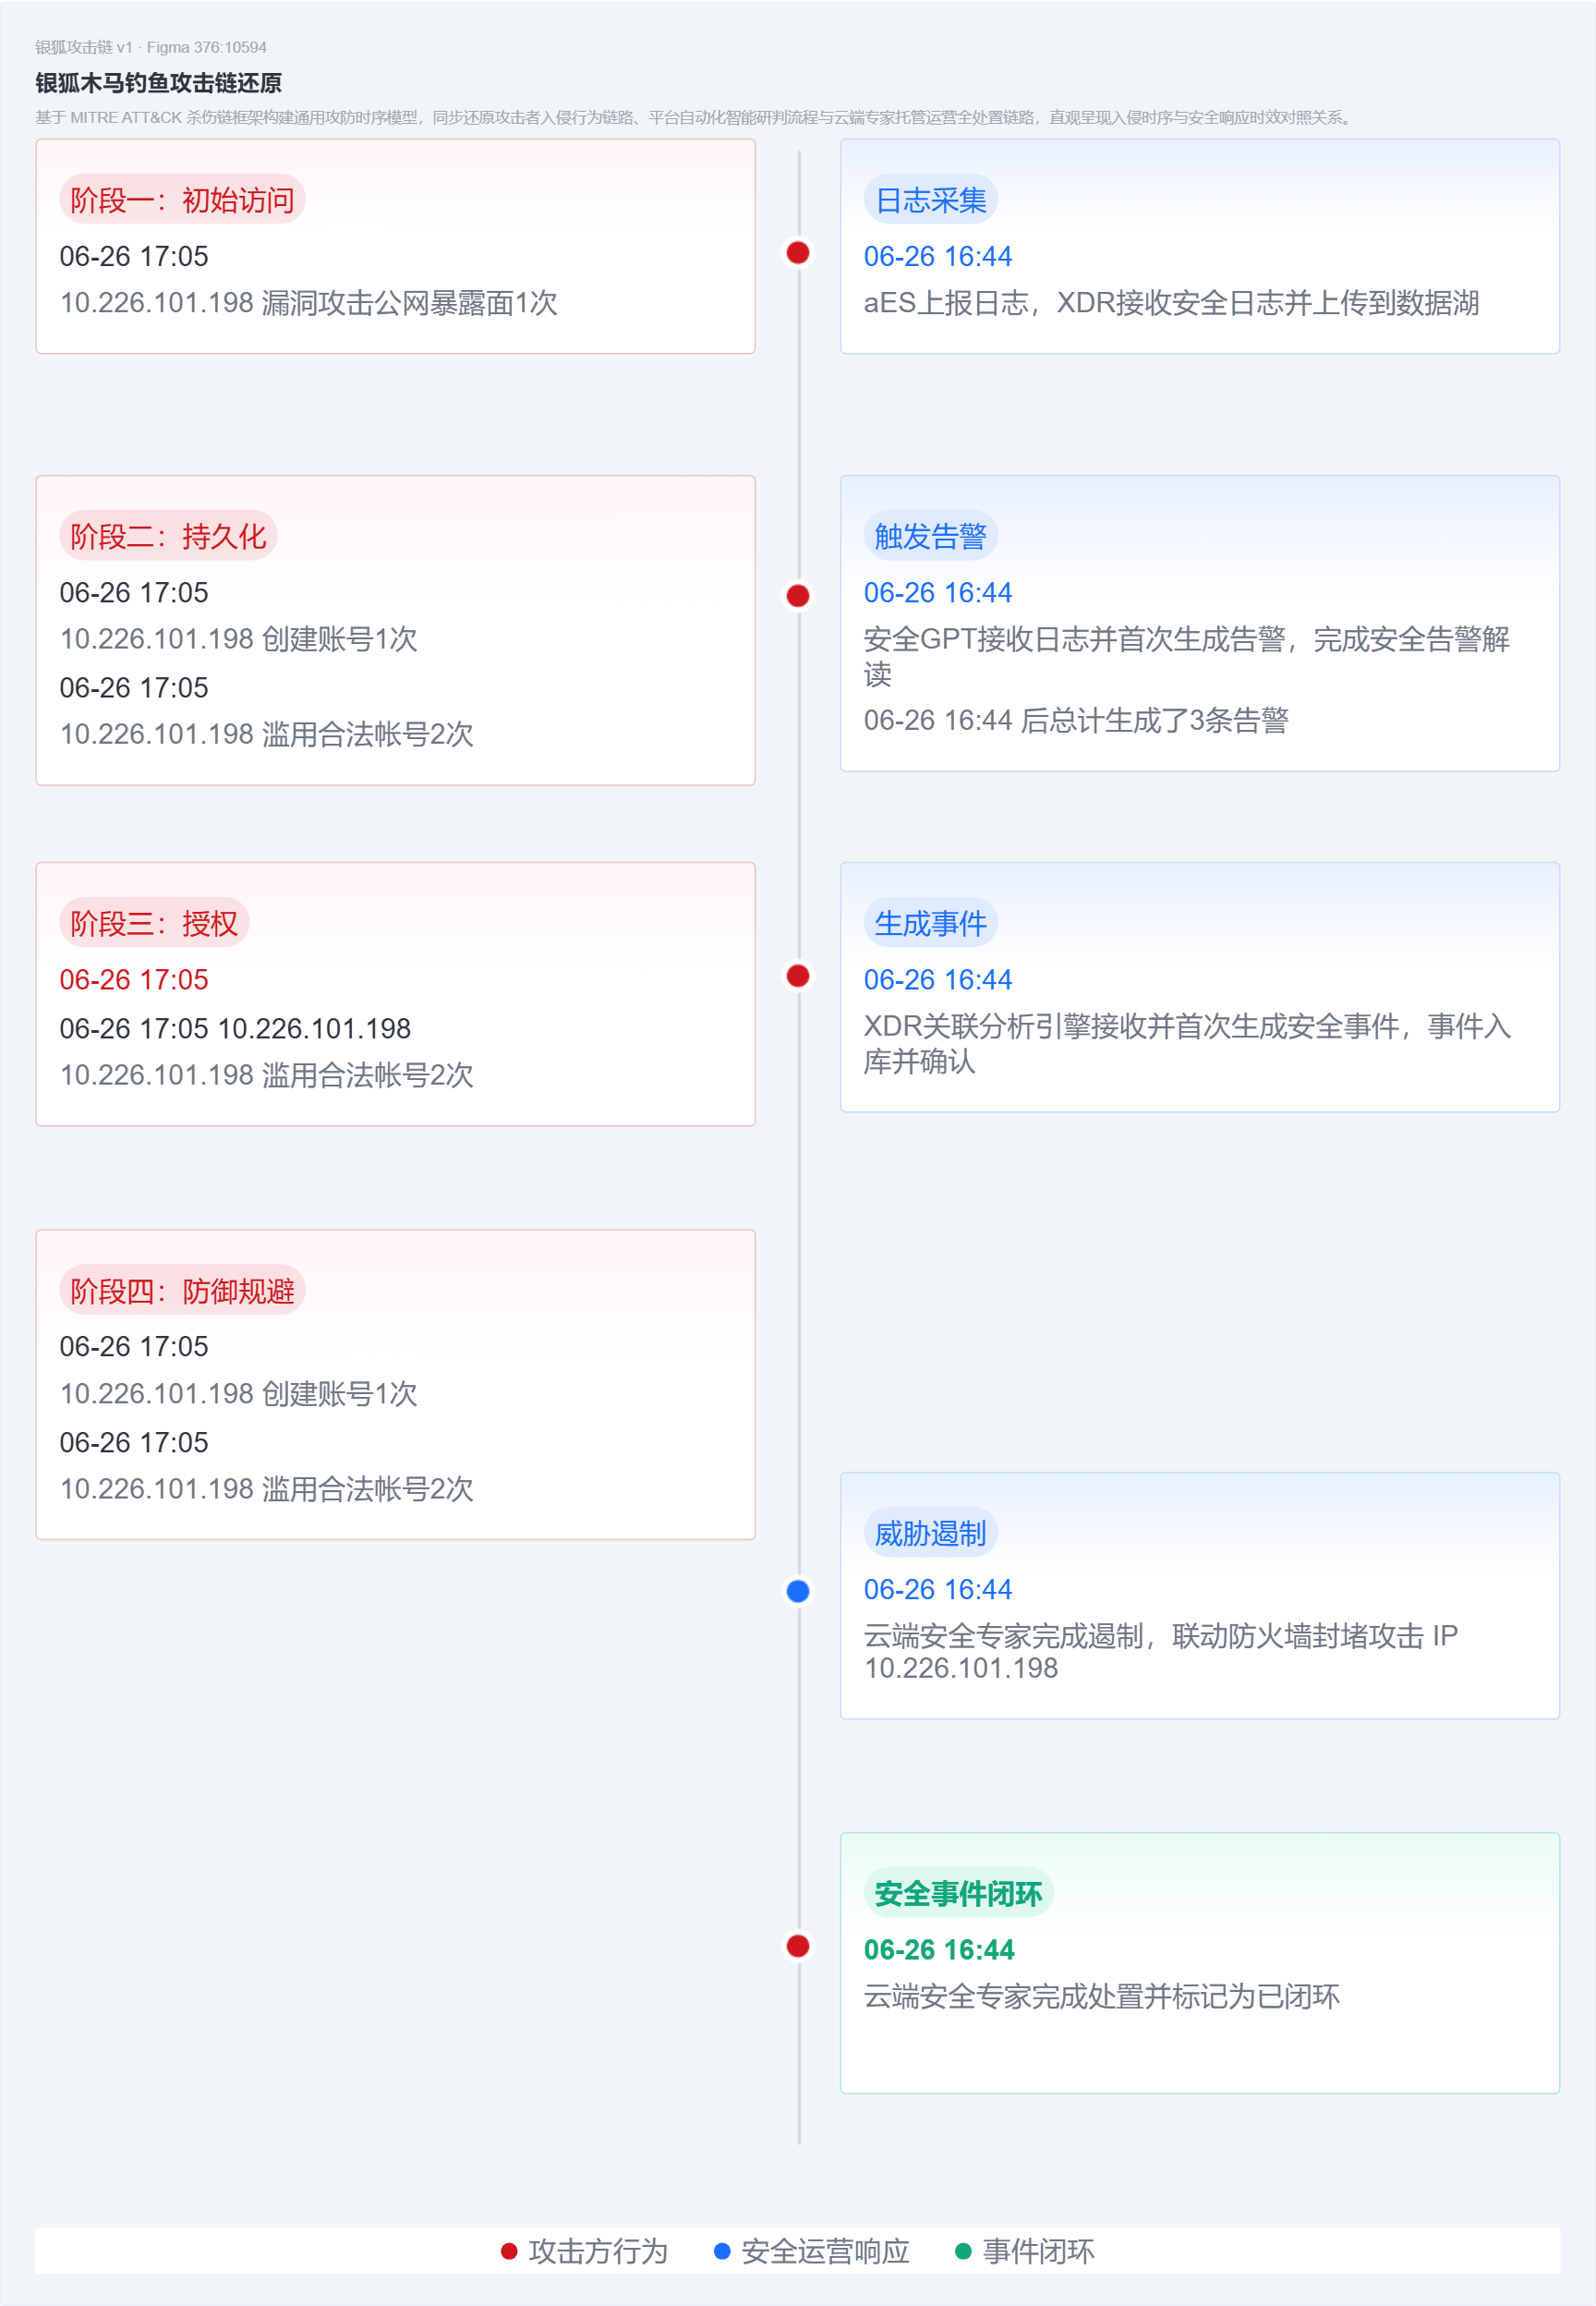 银狐攻击链 v1 · Figma 376:10594
银狐木马钓鱼攻击链还原
基于 MITRE ATT&CK 杀伤链框架构建通用攻防时序模型，同步还原攻击者入侵行为链路、平台自动化智能研判流程与云端专家托管运营全处置链路，直观呈现入侵时序与安全响应时效对照关系。
阶段一：初始访问
06-26 17:05
10.226.101.198 漏洞攻击公网暴露面1次
日志采集
06-26 16:44
aES上报日志，XDR接收安全日志并上传到数据湖
阶段二：持久化
06-26 17:05
10.226.101.198 创建账号1次
06-26 17:05
10.226.101.198 滥用合法帐号2次
触发告警
06-26 16:44
安全GPT接收日志并首次生成告警，完成安全告警解
读
06-26 16:44 后总计生成了3条告警
阶段三：授权
06-26 17:05
06-26 17:05 10.226.101.198
10.226.101.198 滥用合法帐号2次
生成事件
06-26 16:44
XDR关联分析引擎接收并首次生成安全事件，事件入
库并确认
阶段四：防御规避
06-26 17:05
10.226.101.198 创建账号1次
06-26 17:05
10.226.101.198 滥用合法帐号2次
威胁遏制
06-26 16:44
云端安全专家完成遏制，联动防火墙封堵攻击 IP
10.226.101.198
安全事件闭环
06-26 16:44
云端安全专家完成处置并标记为已闭环
攻击方行为
安全运营响应
事件闭环